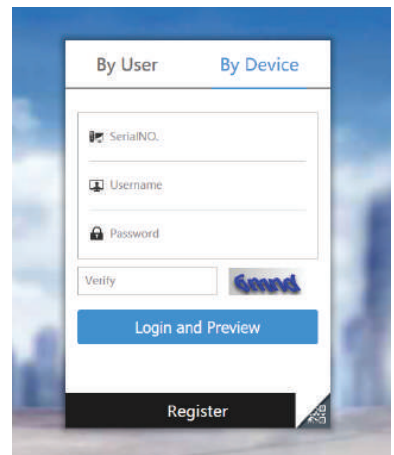 By User By Device
SerialNO.
Username
Password
Verify
Login and Preview
Register